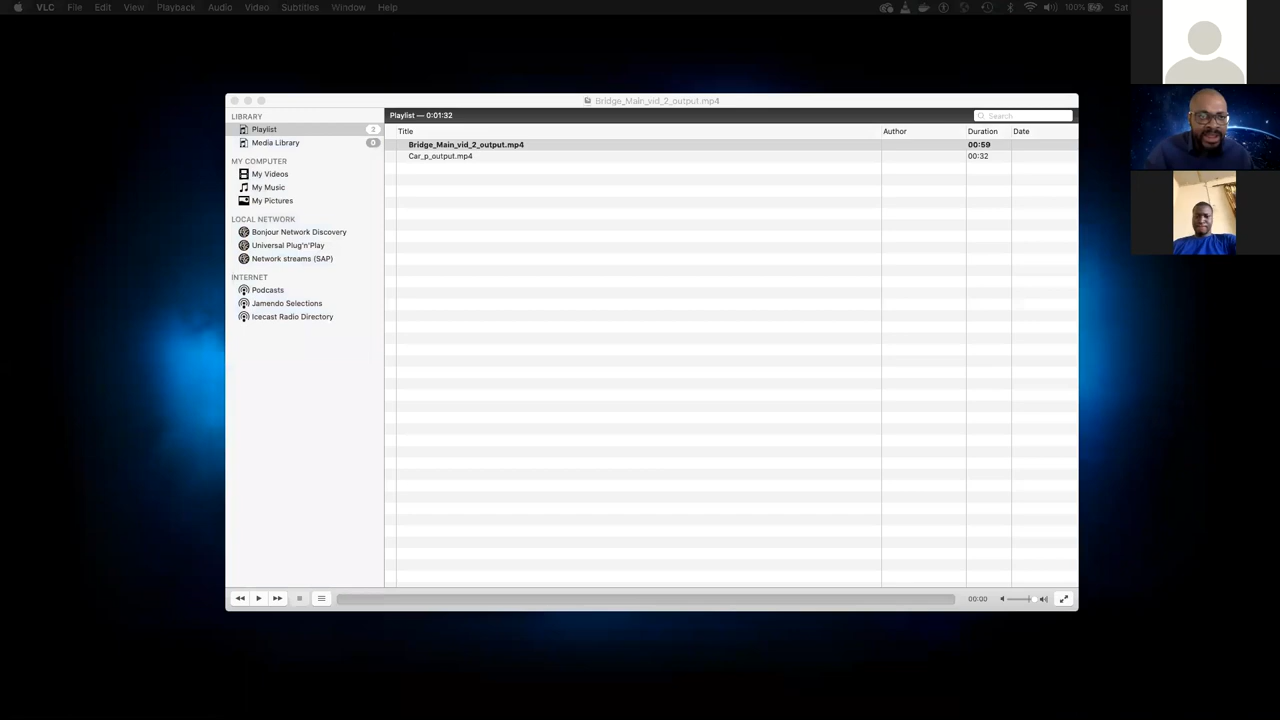 VLC File Edit View Playback Audio Video Subtitles Window Help 100% Sat
Bridge_Main_vid_2_output.mp4
LIBRARY
Playlist 2
Media Library 0
MY COMPUTER
My Videos
My Music
My Pictures
LOCAL NETWORK
Bonjour Network Discovery
Universal Plug'n'Play
Network streams (SAP)
INTERNET
Podcasts
Jamendo Selections
Icecast Radio Directory
Playlist — 0:01:32 Search
Title Author Duration Date
Bridge_Main_vid_2_output.mp4 00:59
Car_p_output.mp4 00:32
00:00